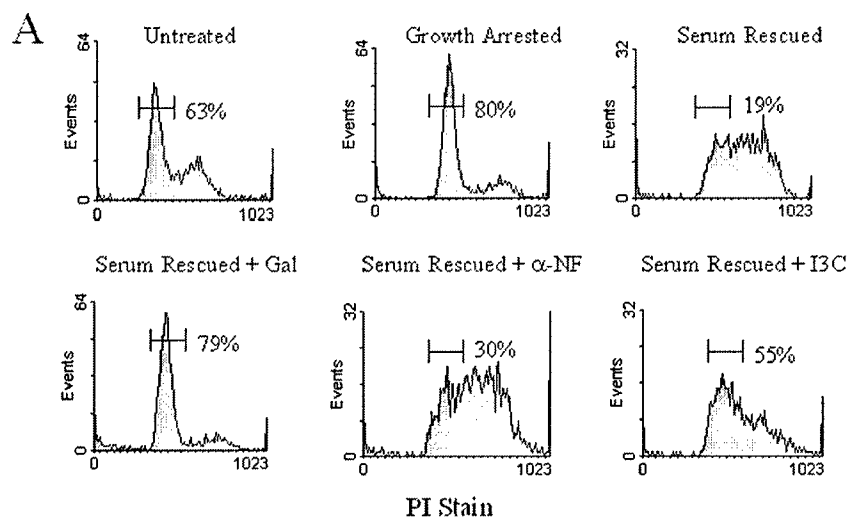 A
Untreated
Growth Arrested
Serum Rescued
64
64
32
Events
Events
Events
63%
80%
19%
0
0
0
0
1023
0
1023
0
1023
Serum Rescued + Gal
Serum Rescued + α-NF
Serum Rescued + I3C
64
32
32
Events
Events
Events
79%
30%
55%
0
0
0
0
1023
0
1023
0
1023
PI Stain